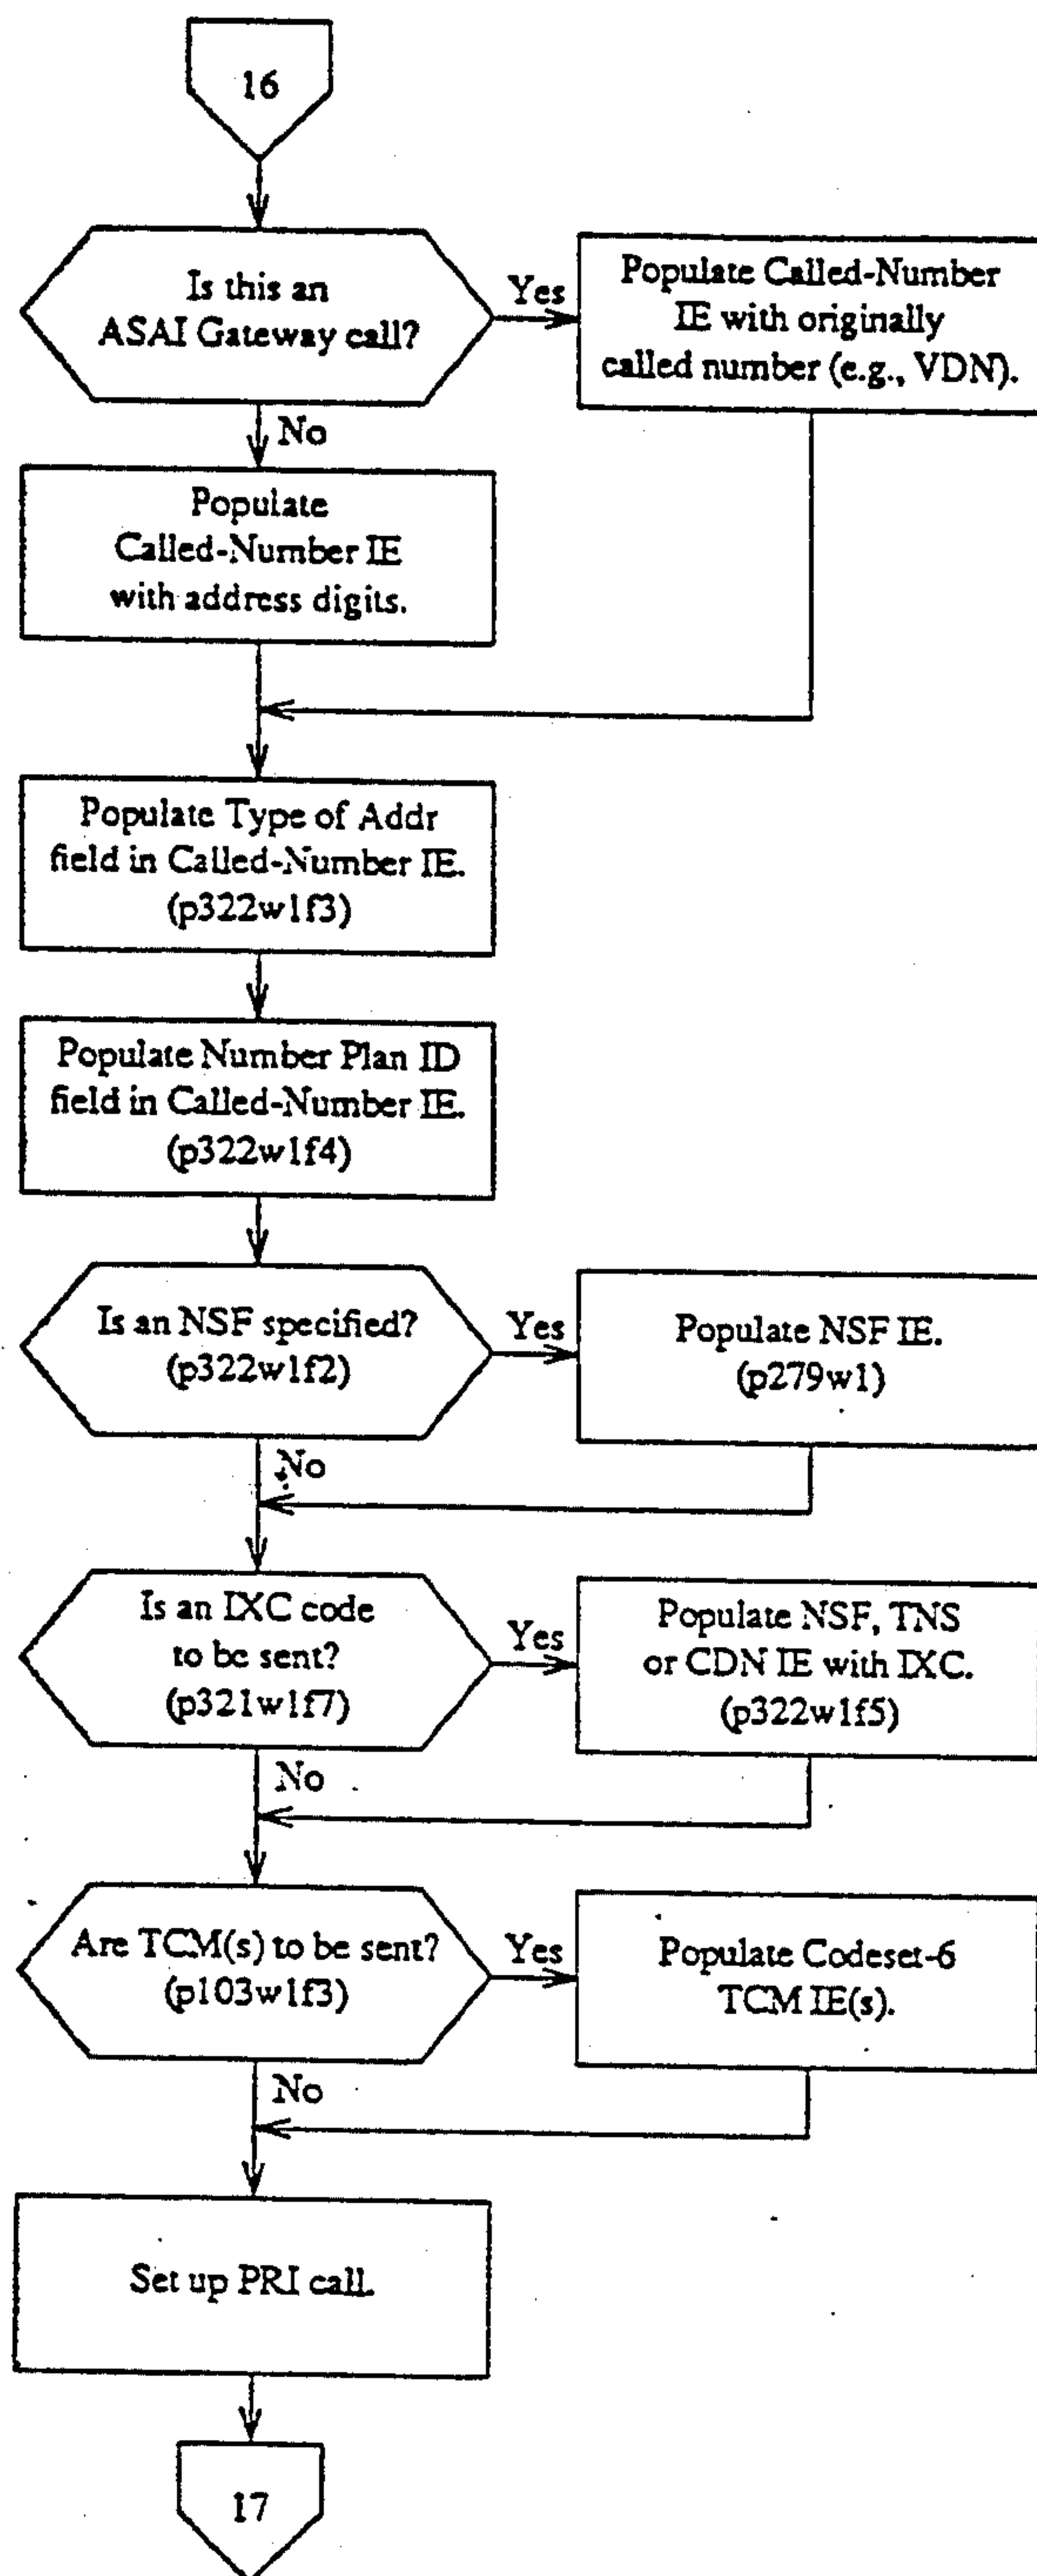 16
Is this an
ASAI Gateway call?
Yes
Populate Called-Number
IE with originally
called number (e.g., VDN).
No
Populate
Called-Number IE
with address digits.
Populate Type of Addr
field in Called-Number IE.
(p322w1f3)
Populate Number Plan ID
field in Called-Number IE.
(p322w1f4)
Is an NSF specified?
(p322w1f2)
Yes
Populate NSF IE.
(p279w1)
No
Is an IXC code
to be sent?
(p321w1f7)
Yes
Populate NSF, TNS
or CDN IE with IXC.
(p322w1f5)
No
Are TCM(s) to be sent?
(p103w1f3)
Yes
Populate Codeset-6
TCM IE(s).
No
Set up PRI call.
17